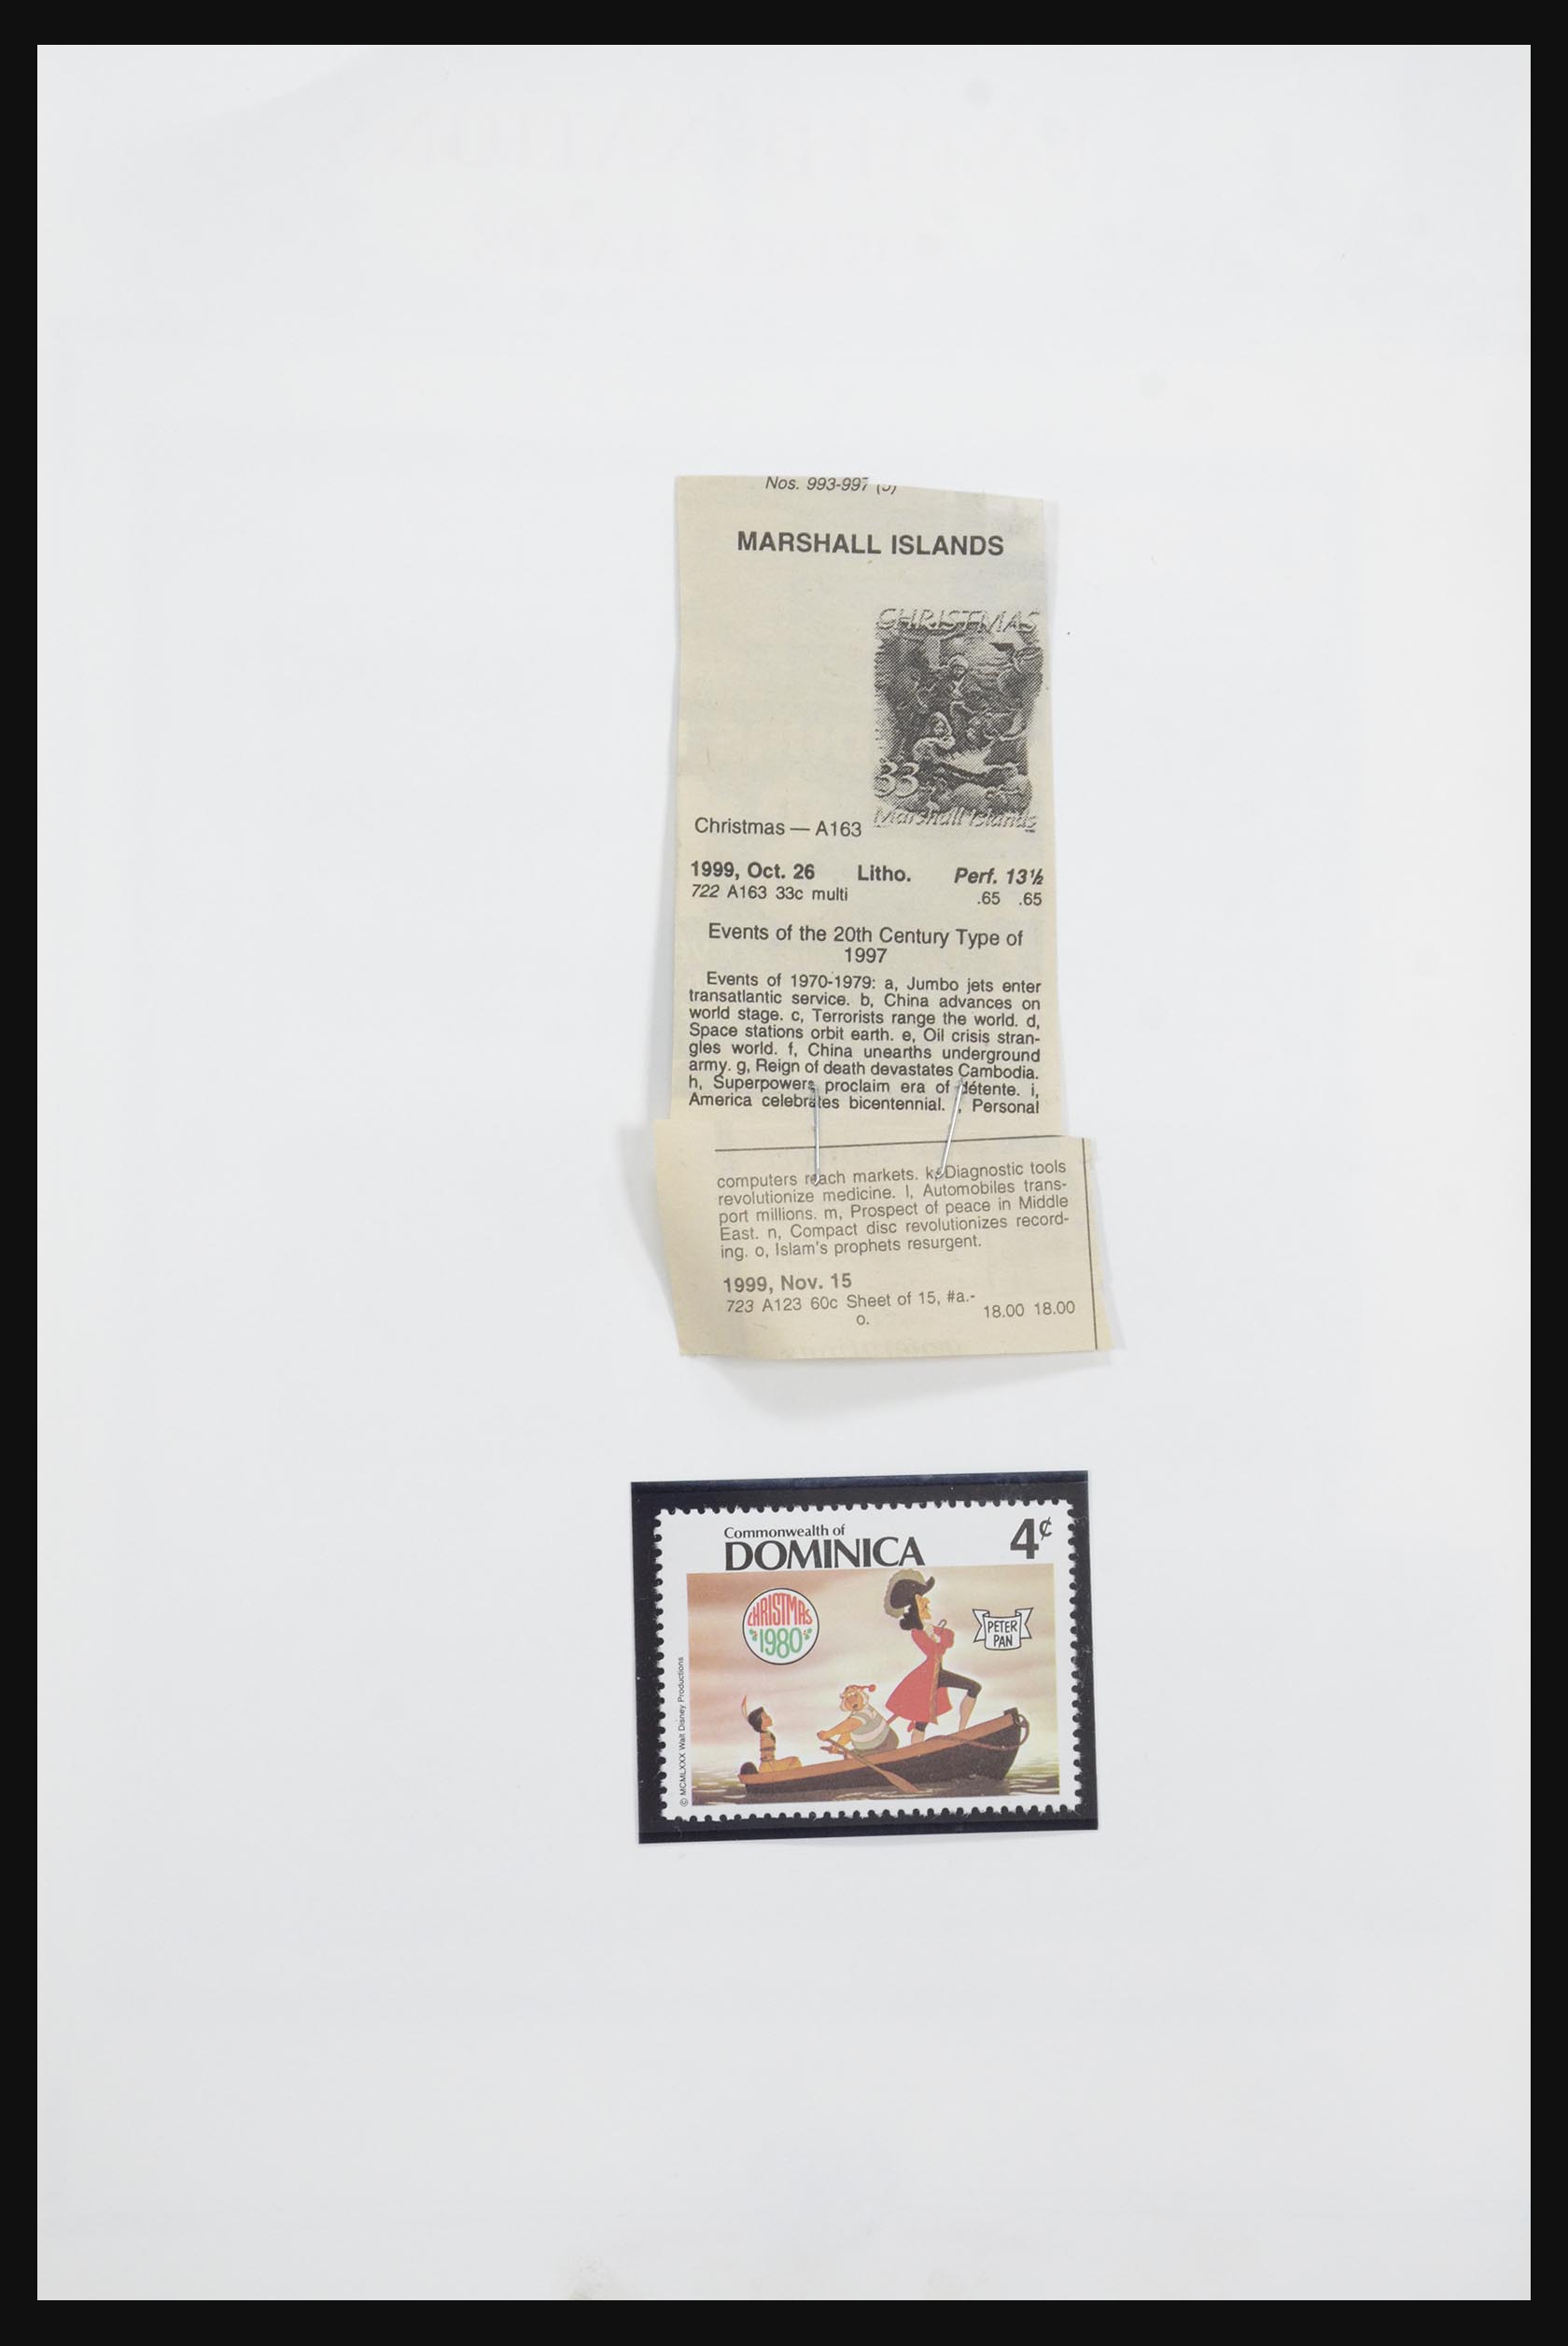 Nos. 993-997 (5)
MARSHALL ISLANDS
CHRISTMAS
33
Marshall Islands
Christmas — A163
1999, Oct. 26 Litho. Perf. 13½
722 A163 33c multi .65 .65
Events of the 20th Century Type of
1997
Events of 1970-1979: a, Jumbo jets enter
transatlantic service. b, China advances on
world stage. c, Terrorists range the world. d,
Space stations orbit earth. e, Oil crisis stran-
gles world. f, China unearths underground
army. g, Reign of death devastates Cambodia.
h, Superpowers proclaim era of détente. i,
America celebrates bicentennial. , Personal
computers reach markets. k, Diagnostic tools
revolutionize medicine. l, Automobiles trans-
port millions. m, Prospect of peace in Middle
East. n, Compact disc revolutionizes record-
ing. o, Islam's prophets resurgent.
1999, Nov. 15
723 A123 60c Sheet of 15, #a.-
o. 18.00 18.00
Commonwealth of
DOMINICA
4¢
CHRISTMAS
1980
PETER
PAN
© MCMLXXX Walt Disney Productions